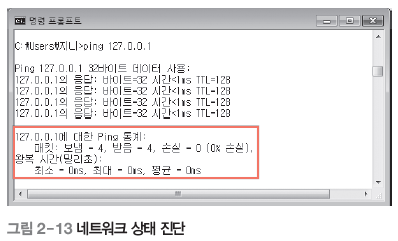 명령 프롬프트
C:₩Users₩지니>ping 127.0.0.1
Ping 127.0.0.1 32바이트 데이터 사용:
127.0.0.1의 응답: 바이트=32 시간<1ms TTL=128
127.0.0.1의 응답: 바이트=32 시간<1ms TTL=128
127.0.0.1의 응답: 바이트=32 시간<1ms TTL=128
127.0.0.1의 응답: 바이트=32 시간<1ms TTL=128
127.0.0.1에 대한 Ping 통계:
패킷: 보냄 = 4, 받음 = 4, 손실 = 0 (0% 손실),
왕복 시간(밀리초):
최소 = 0ms, 최대 = 0ms, 평균 = 0ms
그림 2-13 네트워크 상태 진단